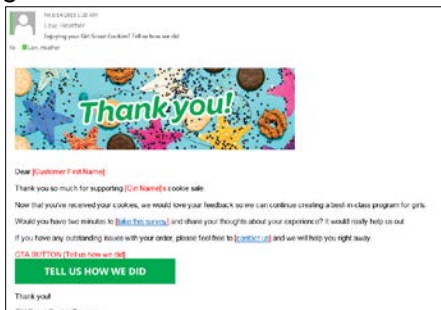 Enjoying your Girl Scout Cookies? Tell us how we did!
Thank you!
Dear [Customer First Name]
Thank you so much for supporting [Girl Name]'s cookie sale.
Now that you've received your cookies, we would love your feedback so we can continue creating a best-in-class program for girls.
Would you have two minutes to [take this survey] and share your thoughts about your experience? It would really help us out.
If you have any outstanding issues with your order, please feel free to [contact us] and we will help you right away.
CTA BUTTON [Tell us how we did]
TELL US HOW WE DID
Thank you!